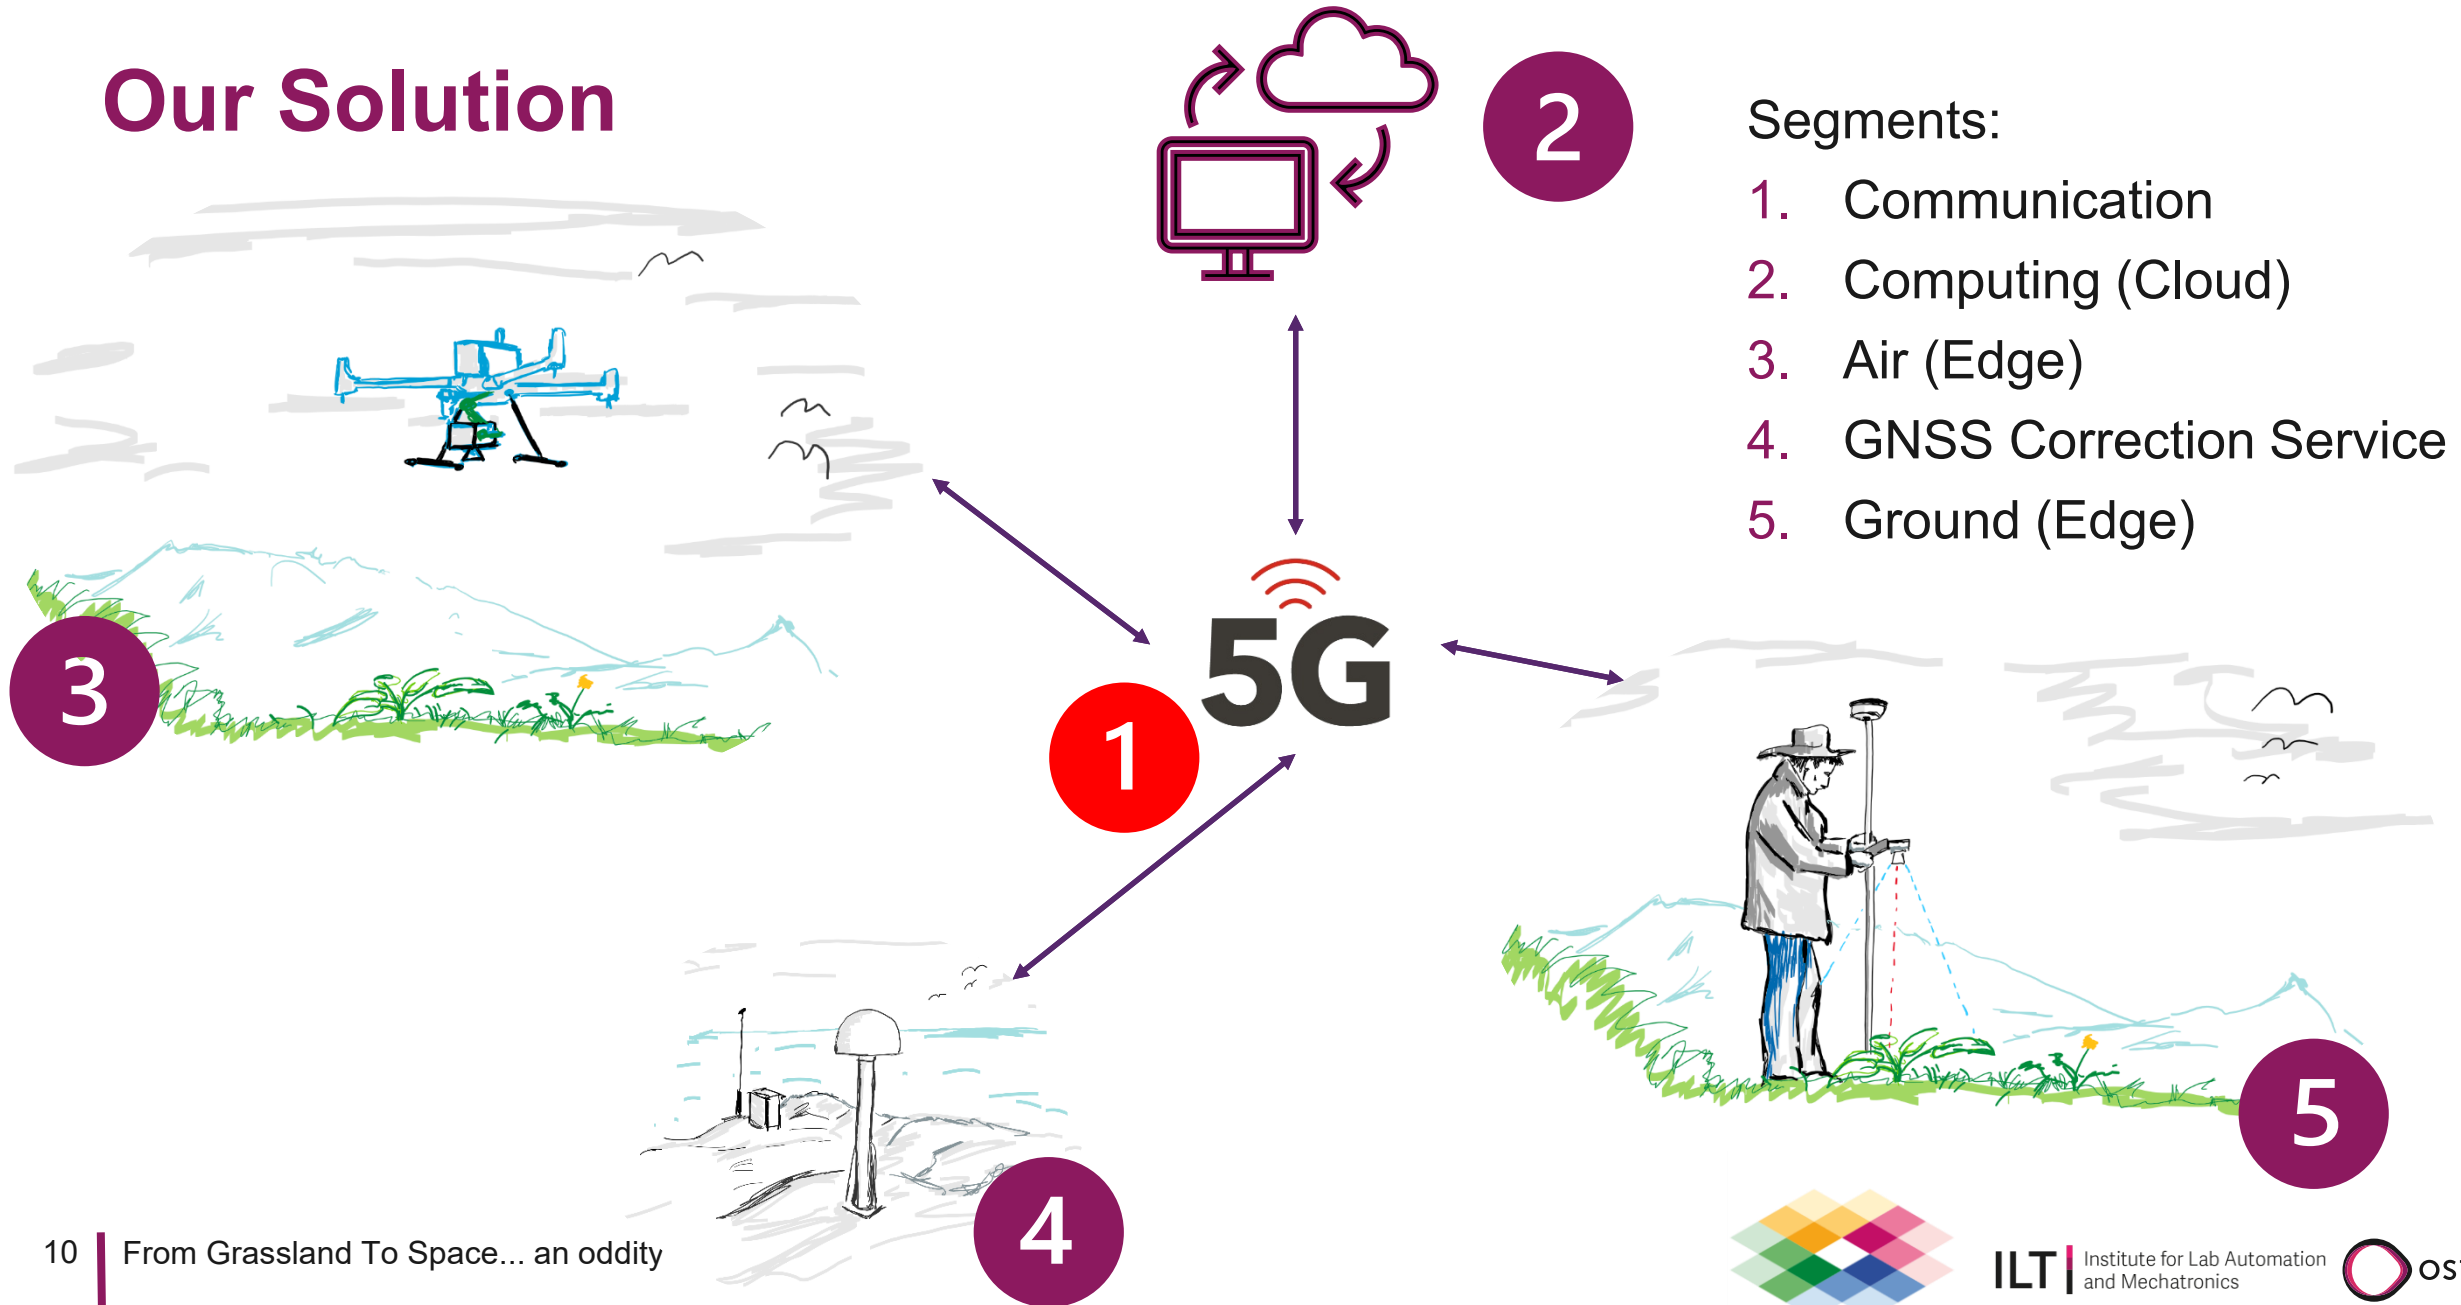 Our Solution
2
Segments:
1. Communication
2. Computing (Cloud)
3. Air (Edge)
4. GNSS Correction Service
5. Ground (Edge)
5G
3
1
5
4
10 From Grassland To Space... an oddity
ILT Institute for Lab Automation
and Mechatronics